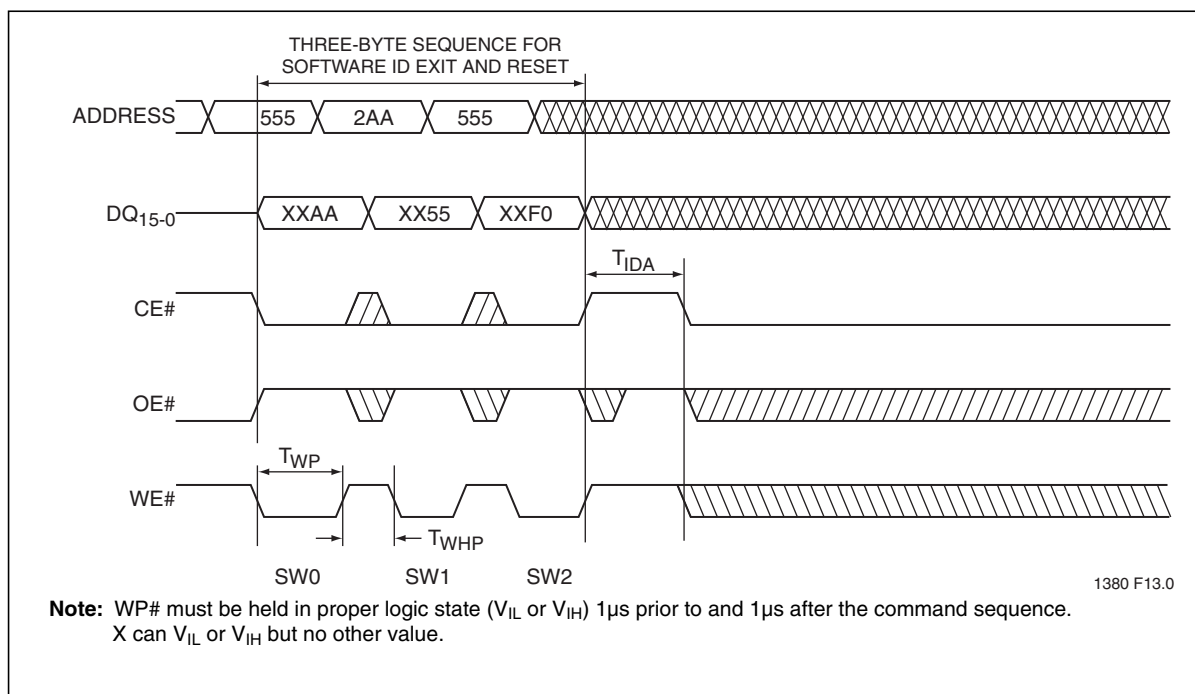 THREE-BYTE SEQUENCE FOR
SOFTWARE ID EXIT AND RESET
ADDRESS 555 2AA 555
DQ15-0 XXAA XX55 XXF0
TIDA
CE#
OE#
TWP
WE#
TWHP
SW0 SW1 SW2
1380 F13.0
Note: WP# must be held in proper logic state (VIL or VIH) 1µs prior to and 1µs after the command sequence.
X can VIL or VIH but no other value.